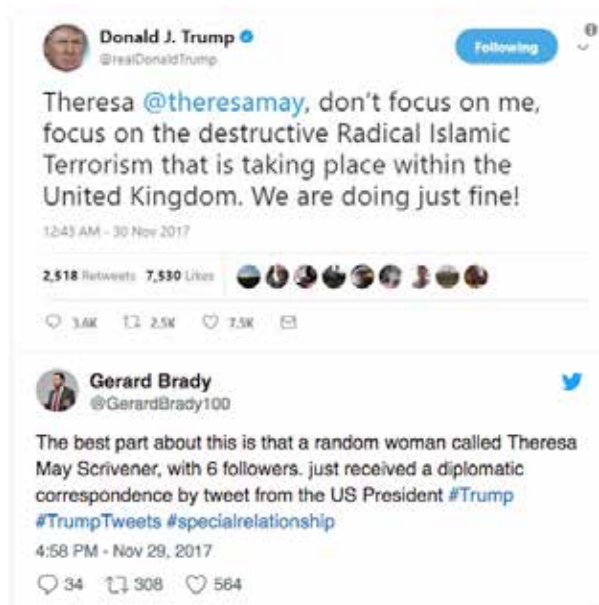 Donald J. Trump
@realDonaldTrump
Following
Theresa @theresamay, don't focus on me,
focus on the destructive Radical Islamic
Terrorism that is taking place within the
United Kingdom. We are doing just fine!
12:43 AM - 30 Nov 2017
2,518 Retweets 7,530 Likes
3.6K 2.5K 7.5K
Gerard Brady
@GerardBrady100
The best part about this is that a random woman called Theresa
May Scrivener, with 6 followers. just received a diplomatic
correspondence by tweet from the US President #Trump
#TrumpTweets #specialrelationship
4:58 PM - Nov 29, 2017
34 308 564